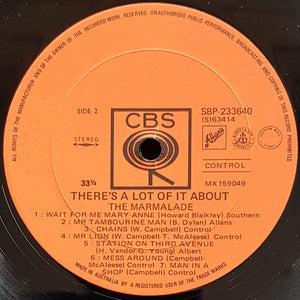 ALL RIGHTS RESERVED. UNAUTHORISED PUBLIC PERFORMANCE, BROADCASTING AND COPYING OF THIS RECORD PROHIBITED
OF THE MANUFACTURER AND OF THE OWNER OF THE RECORDED WORK
CBS
SIDE 2
SBP-233640
(S)63414
STEREO
Allans
CONTROL
33⅓
MX 159049
THERE'S A LOT OF IT ABOUT
THE MARMALADE
1 - WAIT FOR ME MARY-ANNE (Howard Blaikley) Southern
2 - MR TAMBOURINE MAN (B. Dylan) Allans
3 - CHAINS (W. Campbell) Control
4 - MR LION (W. Campbell-T. McAleese) Control
5 - STATION ON THIRD AVENUE
(H. Vanda-G. Young) Albert
6 - MESS AROUND (Campbell-
McAleese) Control 7 - MAN IN A
SHOP (Campbell) Control
MADE IN AUSTRALIA BY A REGISTERED USER OF THE TRADE MARKS